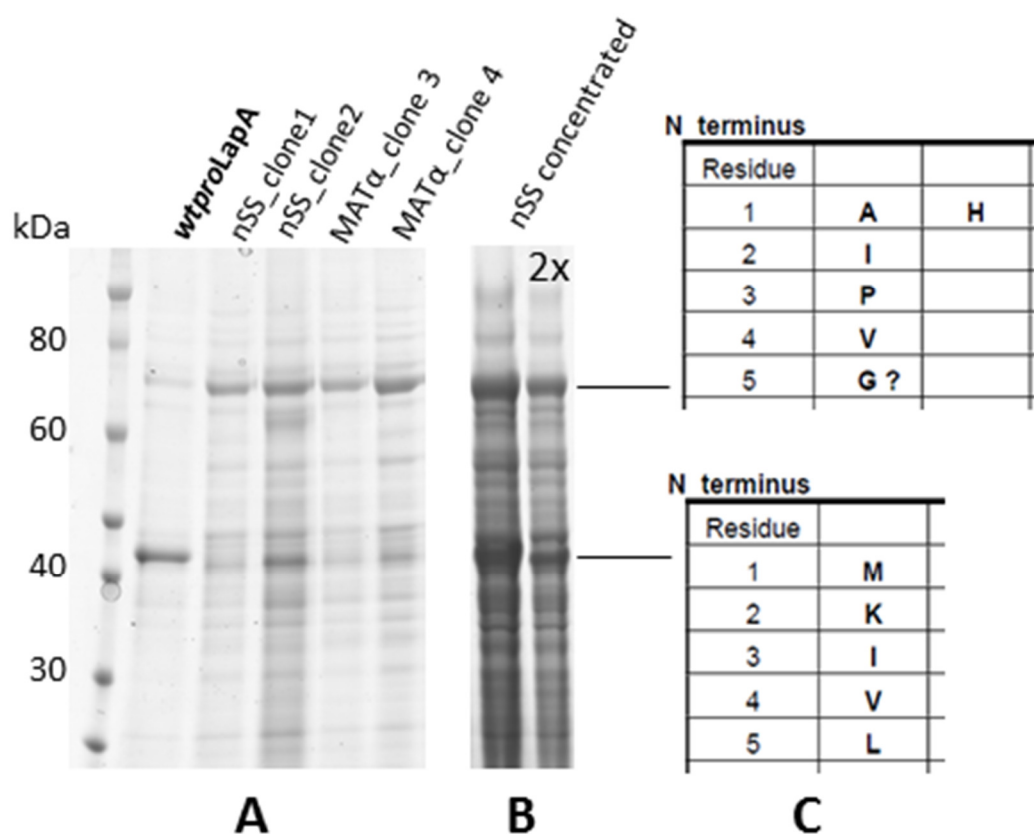 wtproLapA
nSS_clone1
nSS_clone2
MATα_clone 3
MATα_clone 4
nSS concentrated
kDa
2x
80
60
40
30
N terminus
Residue
1 A H
2 I
3 P
4 V
5 G ?
N terminus
Residue
1 M
2 K
3 I
4 V
5 L
A B C